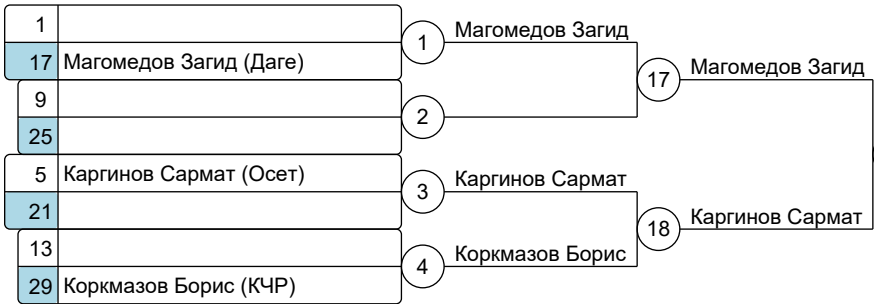 1
17 Магомедов Загид (Даге)
1
Магомедов Загид
9
25
2
17
Магомедов Загид
5 Каргинов Сармат (Осет)
21
3
Каргинов Сармат
13
29 Коркмазов Борис (КЧР)
4
Коркмазов Борис
18
Каргинов Сармат